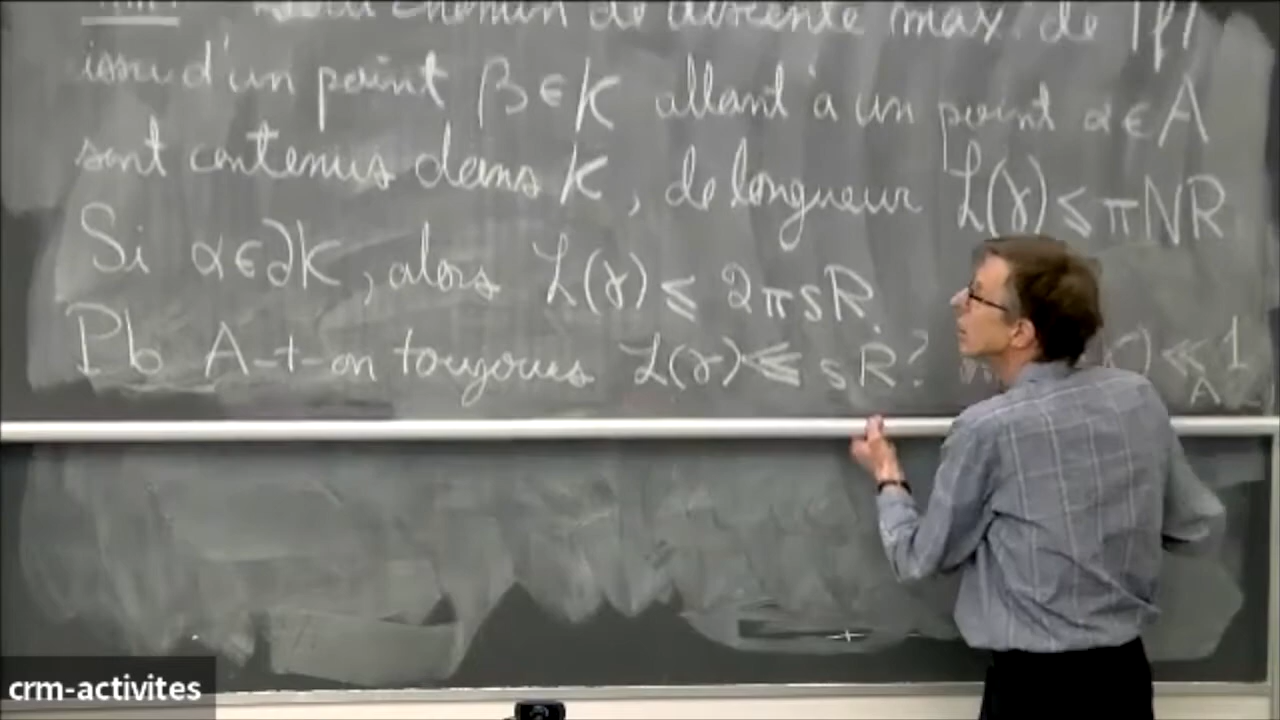 chemin de descente max. de |f|
issu d'un point β ∈ K allant à un point α ∈ A
sont contenus dans K, de longueur L(γ) ≤ πNR
Si α ∈ ∂K, alors L(γ) ≤ 2πsR.
Pb A-t-on toujours L(γ) ≤ sR? ) ≪ 1
A
crm-activites